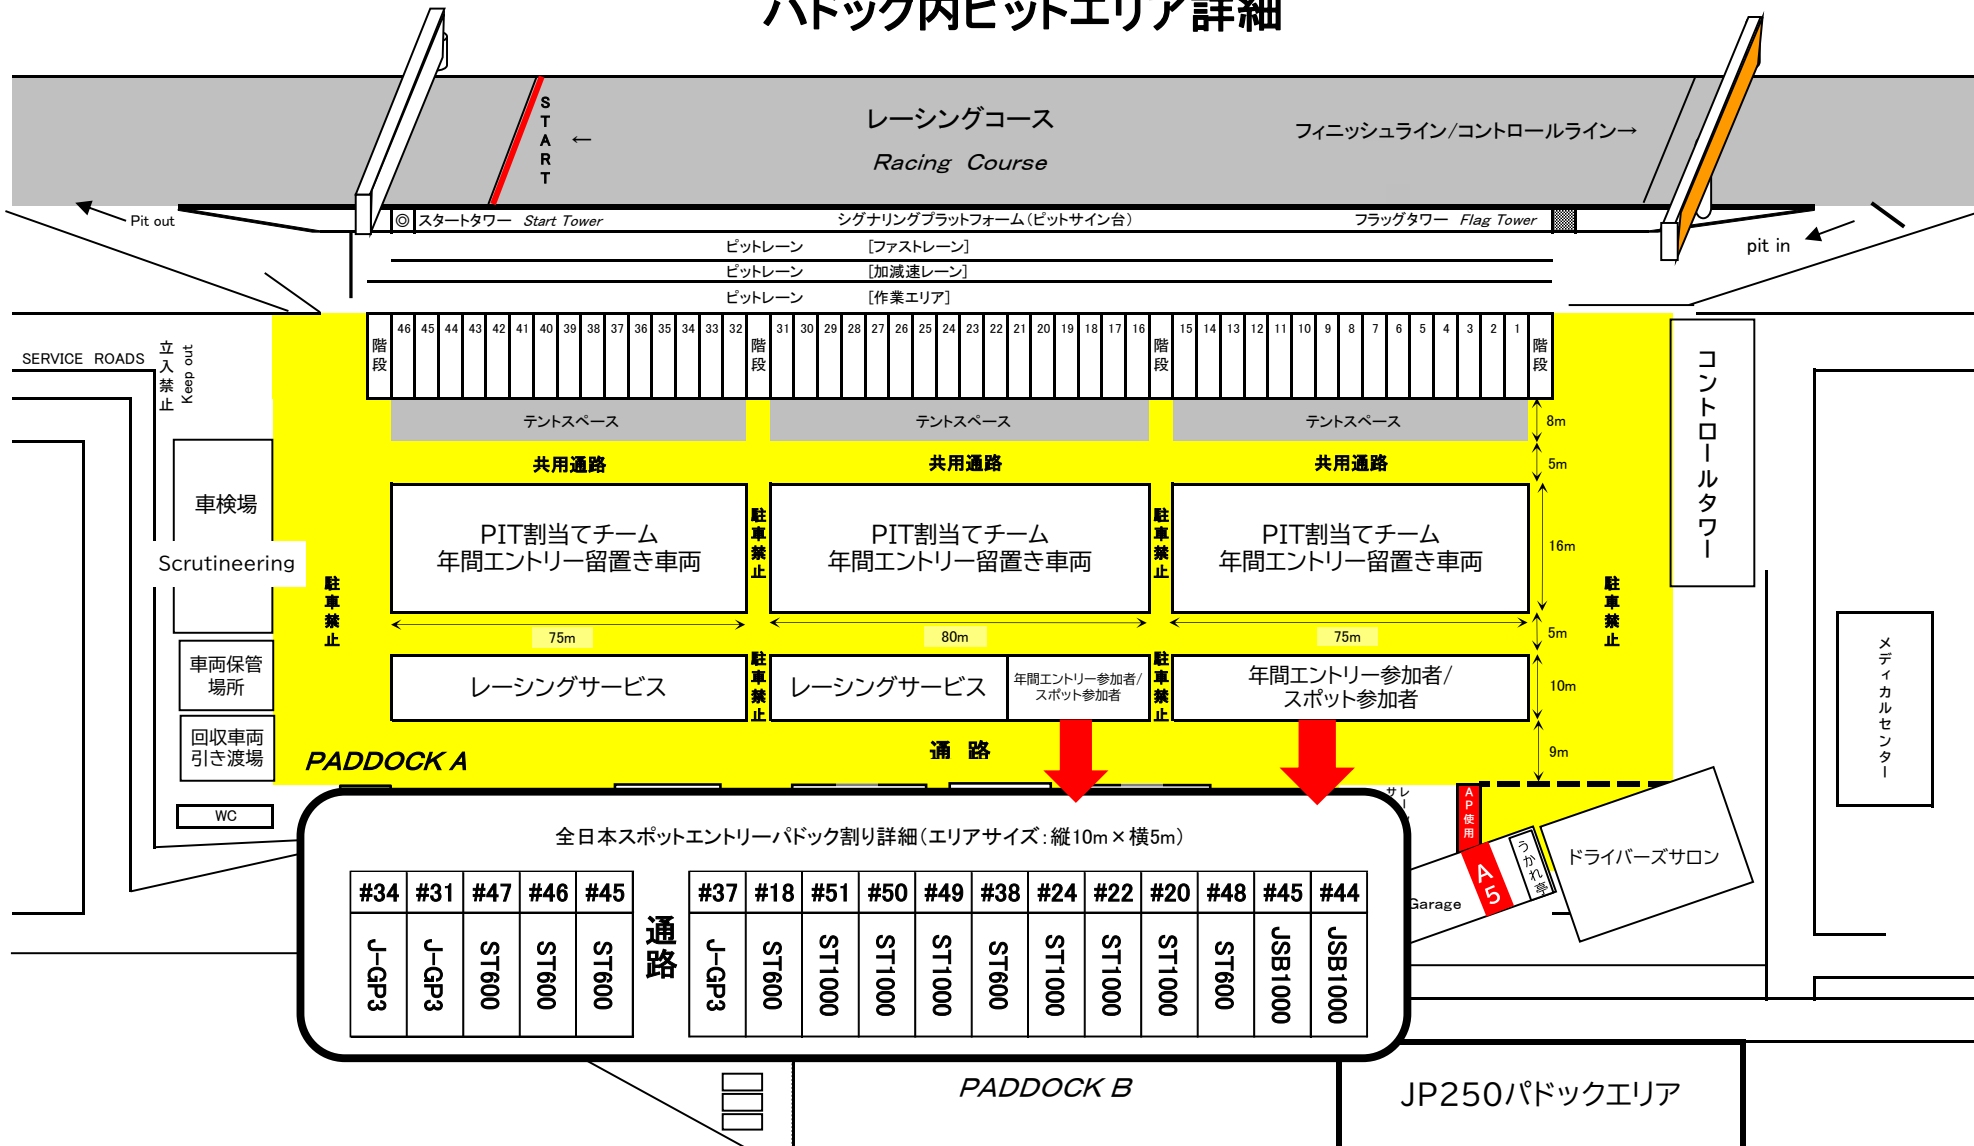 パドック内ピットエリア詳細
START
←
レーシングコース
Racing Course
フィニッシュライン/コントロールライン→
Pit out
◎ スタートタワー Start Tower
シグナリングプラットフォーム(ピットサイン台)
フラッグタワー Flag Tower
pit in
ピットレーン [ファストレーン]
ピットレーン [加減速レーン]
ピットレーン [作業エリア]
階段 46 45 44 43 42 41 40 39 38 37 36 35 34 33 32 階段 31 30 29 28 27 26 25 24 23 22 21 20 19 18 17 16 階段 15 14 13 12 11 10 9 8 7 6 5 4 3 2 1 階段
SERVICE ROADS
立入禁止
Keep out
コントロールタワー
テントスペース テントスペース テントスペース
8m
共用通路 共用通路 共用通路
5m
車検場
Scrutineering
PIT割当てチーム
年間エントリー留置き車両
駐車禁止
PIT割当てチーム
年間エントリー留置き車両
駐車禁止
PIT割当てチーム
年間エントリー留置き車両
16m
駐車禁止
駐車禁止
75m
80m
75m
5m
車両保管
場所
レーシングサービス
駐車禁止
レーシングサービス
年間エントリー参加者/
スポット参加者
駐車禁止
年間エントリー参加者/
スポット参加者
10m
メディカルセンター
回収車両
引き渡場
PADDOCK A
通 路
9m
WC
AP使用
A5
うかれ亭
ドライバーズサロン
Garage
全日本スポットエントリーパドック割り詳細(エリアサイズ:縦10m×横5m)
#34 #31 #47 #46 #45 通路 #37 #18 #51 #50 #49 #38 #24 #22 #20 #48 #45 #44
J-GP3 J-GP3 ST600 ST600 ST600 J-GP3 ST600 ST1000 ST1000 ST1000 ST600 ST1000 ST1000 ST1000 ST600 JSB1000 JSB1000
PADDOCK B
JP250パドックエリア